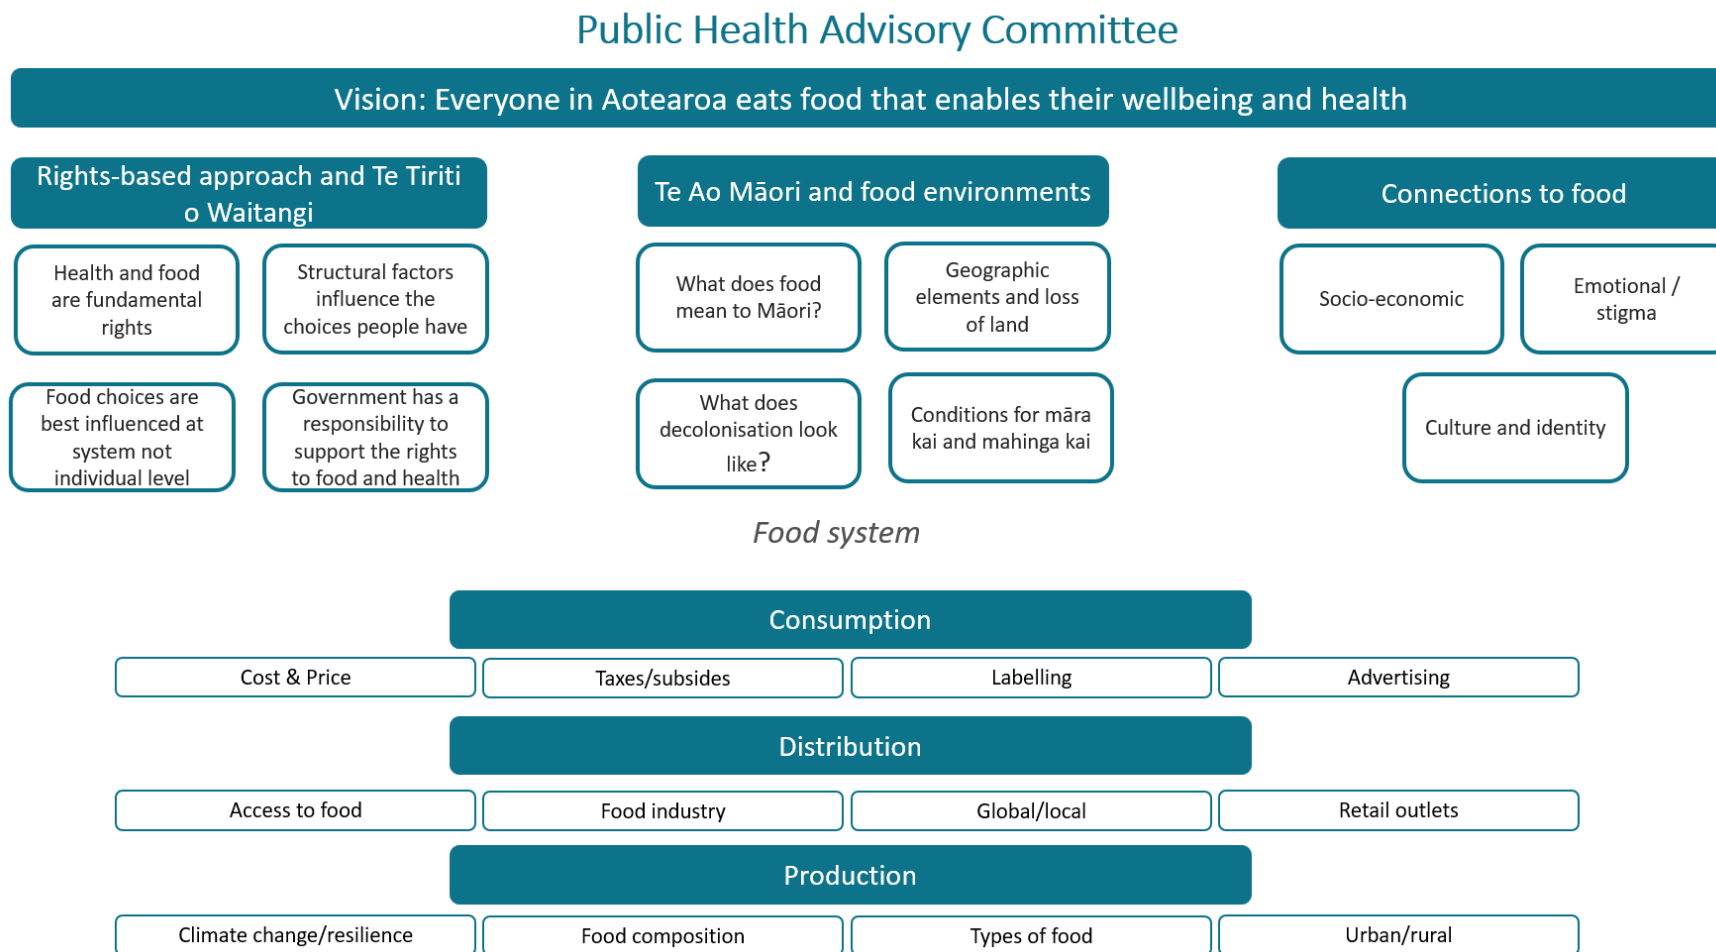 Public Health Advisory Committee
Vision: Everyone in Aotearoa eats food that enables their wellbeing and health
Rights-based approach and Te Tiriti
o Waitangi
Health and food
are fundamental
rights
Structural factors
influence the
choices people have
Food choices are
best influenced at
system not
individual level
Government has a
responsibility to
support the rights
to food and health
Te Ao Māori and food environments
What does food
mean to Māori?
Geographic
elements and loss
of land
What does
decolonisation look
like?
Conditions for māra
kai and mahinga kai
Connections to food
Socio-economic
Emotional /
stigma
Culture and identity
Food system
Consumption
Cost & Price
Taxes/subsides
Labelling
Advertising
Distribution
Access to food
Food industry
Global/local
Retail outlets
Production
Climate change/resilience
Food composition
Types of food
Urban/rural